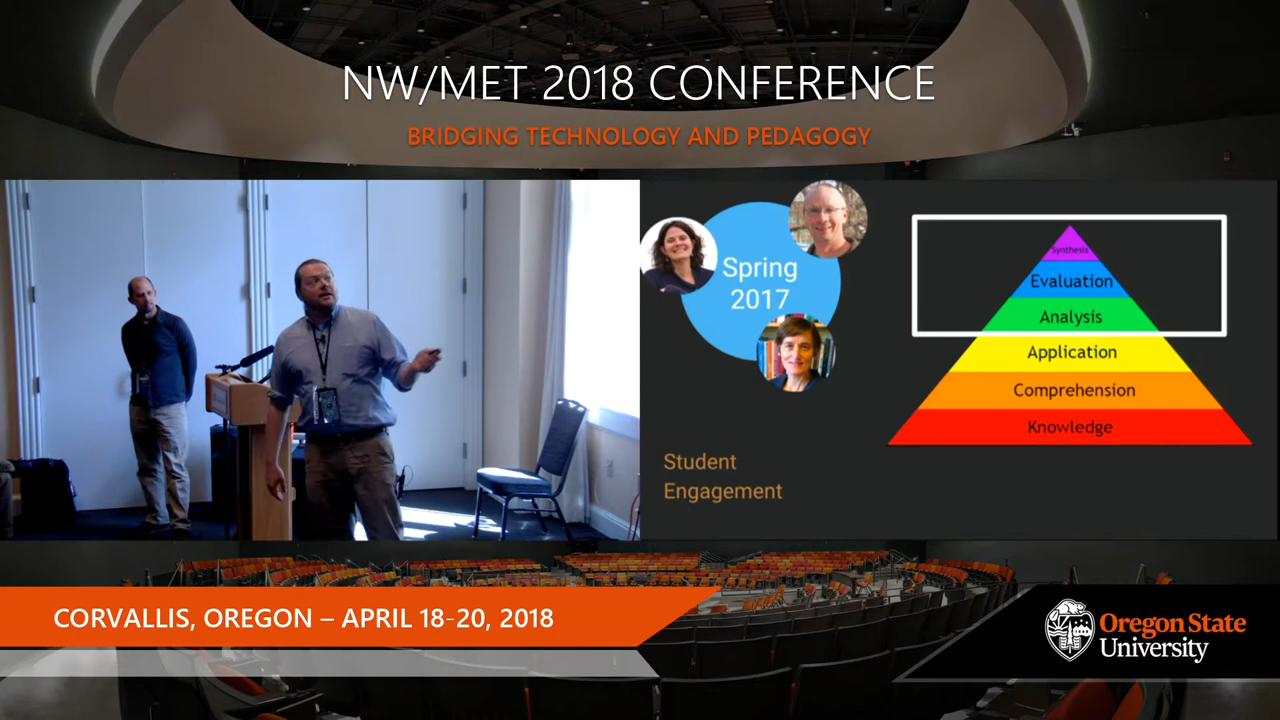 NW/MET 2018 CONFERENCE
BRIDGING TECHNOLOGY AND PEDAGOGY
Spring
2017
Student
Engagement
Synthesis
Evaluation
Analysis
Application
Comprehension
Knowledge
CORVALLIS, OREGON – APRIL 18-20, 2018
Oregon State
University